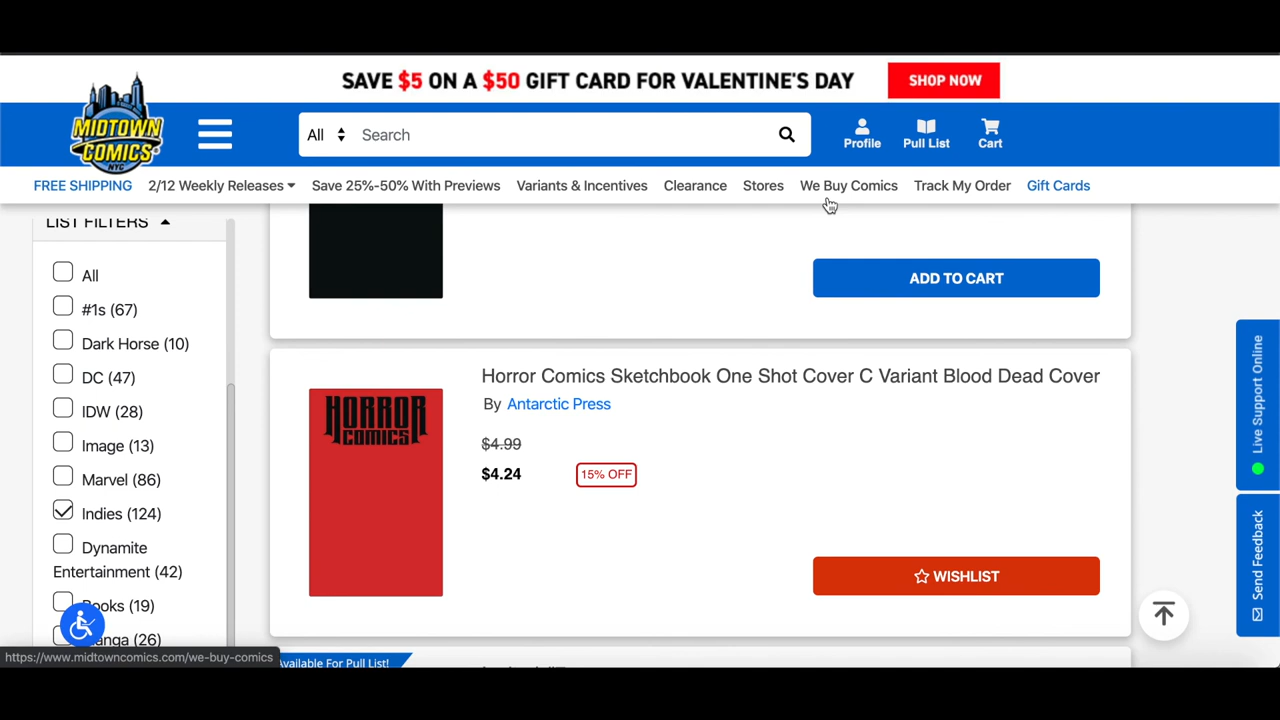 SAVE $5 ON A $50 GIFT CARD FOR VALENTINE'S DAY
SHOP NOW
MIDTOWN
COMICS
NYC
All
Search
Profile
Pull List
Cart
FREE SHIPPING
2/12 Weekly Releases
Save 25%-50% With Previews
Variants & Incentives
Clearance
Stores
We Buy Comics
Track My Order
Gift Cards
LIST FILTERS
All
#1s (67)
Dark Horse (10)
DC (47)
IDW (28)
Image (13)
Marvel (86)
Indies (124)
Dynamite
Entertainment (42)
(19)
(26)
ADD TO CART
HORROR
COMICS
Horror Comics Sketchbook One Shot Cover C Variant Blood Dead Cover
By Antarctic Press
$4.99
$4.24
15% OFF
WISHLIST
Live Support Online
Send Feedback
https://www.midtowncomics.com/we-buy-comics
Available For Pull List!